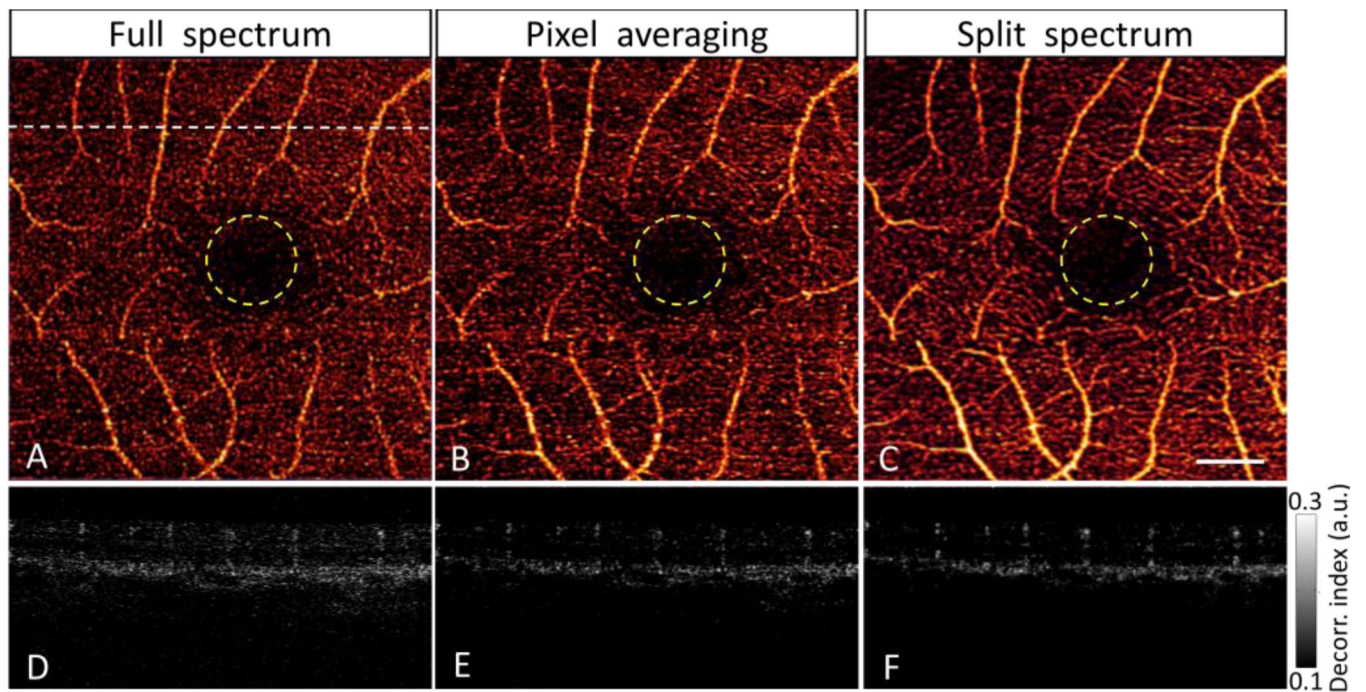 Full spectrum
Pixel averaging
Split spectrum
A
B
C
D
E
F
0.3
Decorr. index (a.u.)
0.1